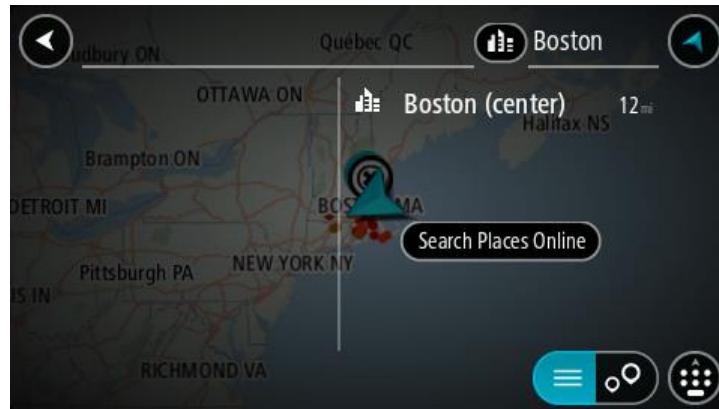 udbury ON
Québec QC
Boston
OTTAWA ON
Boston (center)
12 mi
Halifax NS
Brampton ON
DETROIT MI
BOS MA
Search Places Online
NEW YORK NY
Pittsburgh PA
S IN
RICHMOND VA